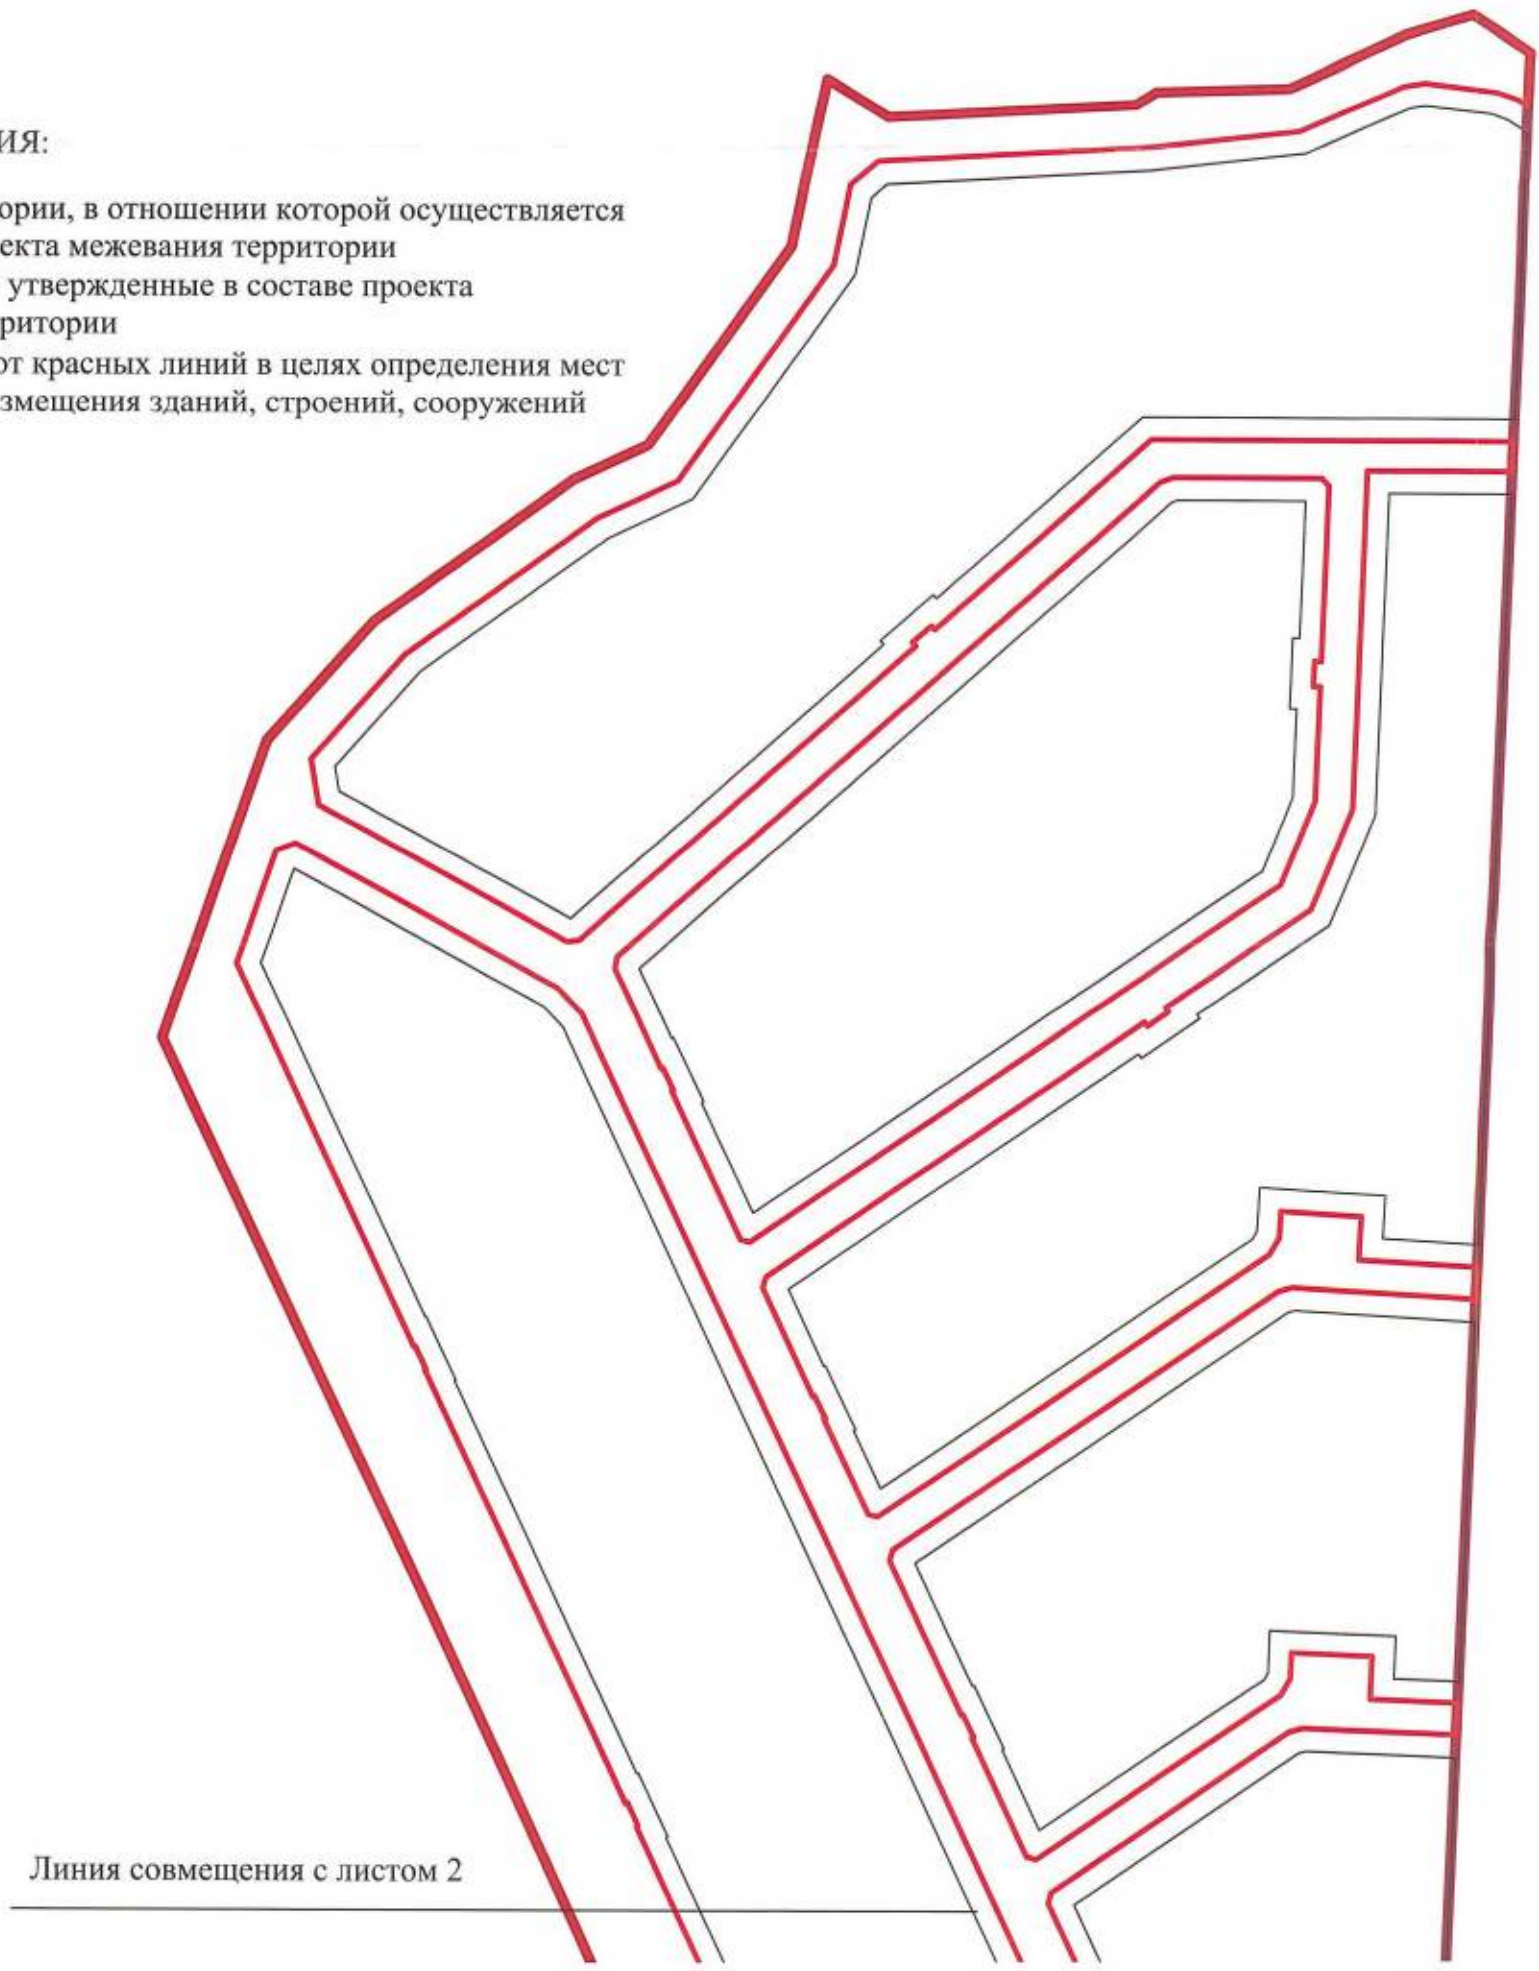 ИЯ:
ории, в отношении которой осуществляется
екта межевания территории
утвержденные в составе проекта
ритории
от красных линий в целях определения мест
змещения зданий, строений, сооружений
Линия совмещения с листом 2